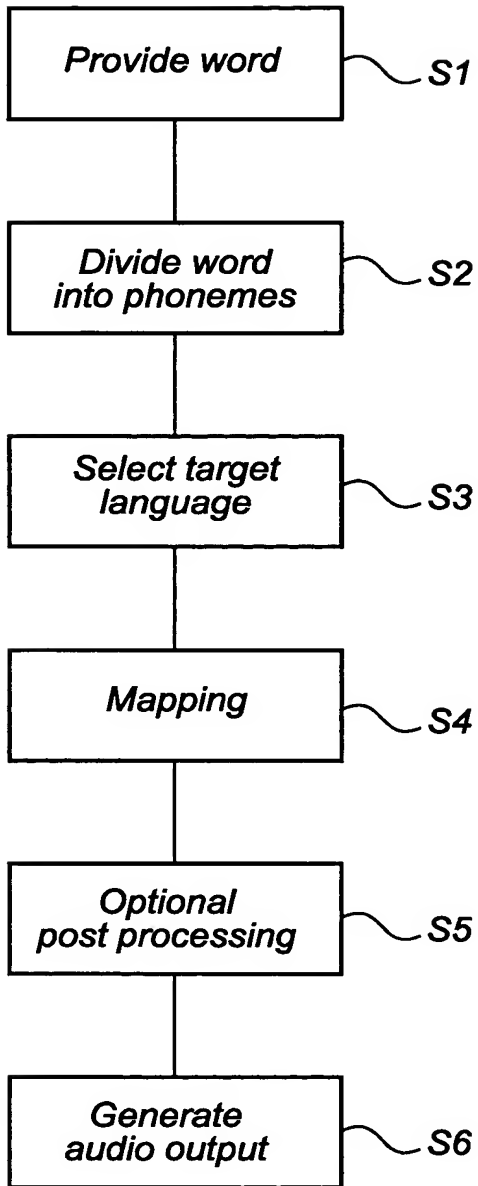 Provide word
S1
Divide word
into phonemes
S2
Select target
language
S3
Mapping
S4
Optional
post processing
S5
Generate
audio output
S6